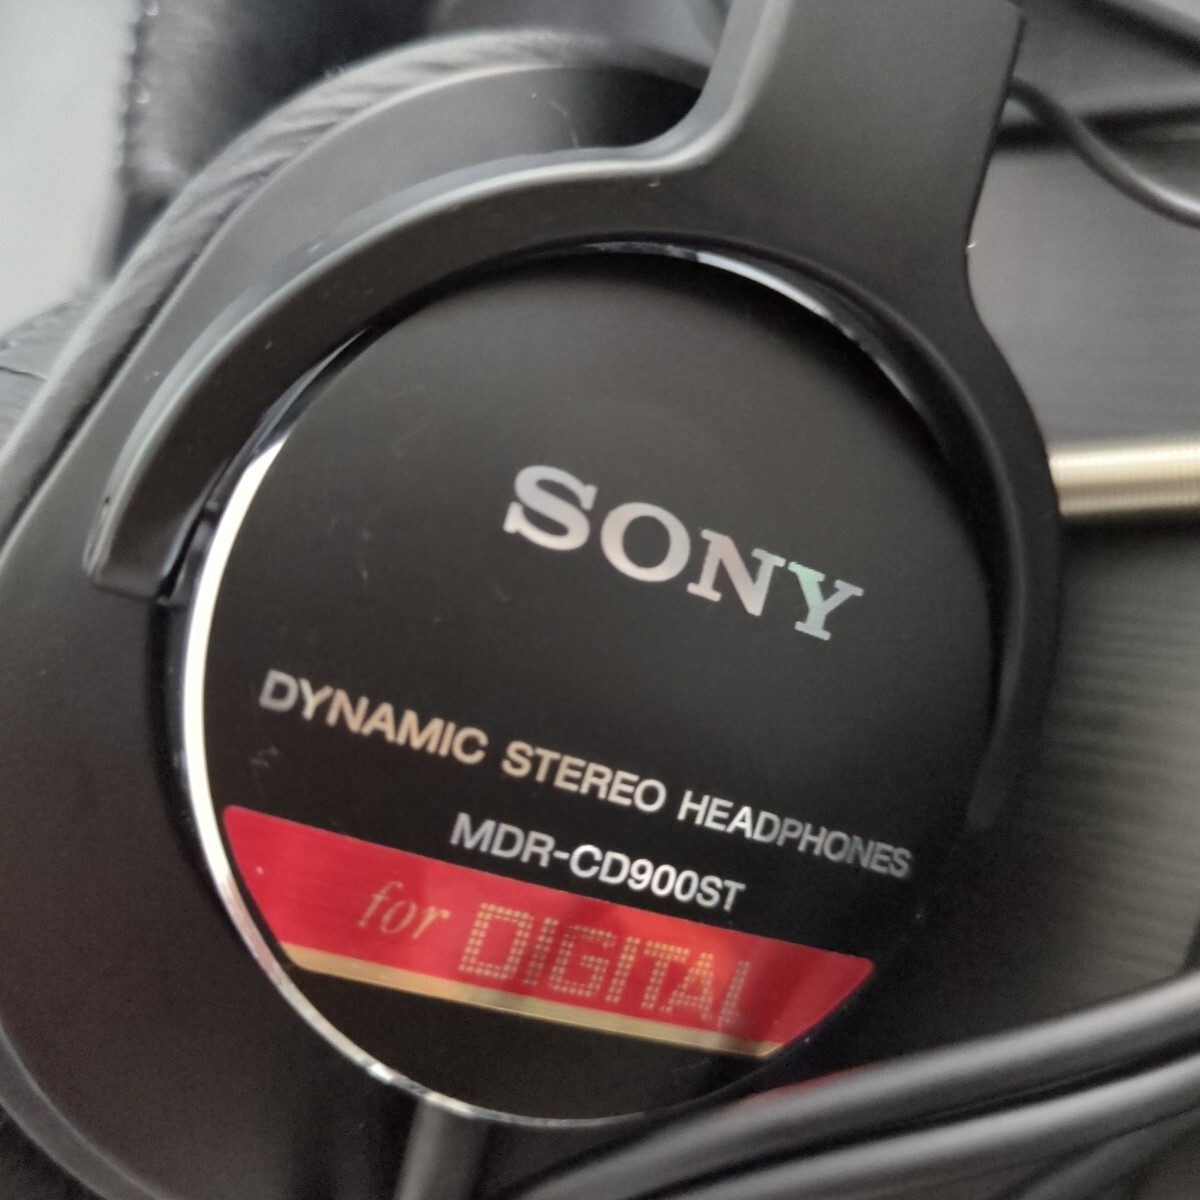 SONY
DYNAMIC STEREO HEADPHONES
MDR-CD900ST
for DIGITAL